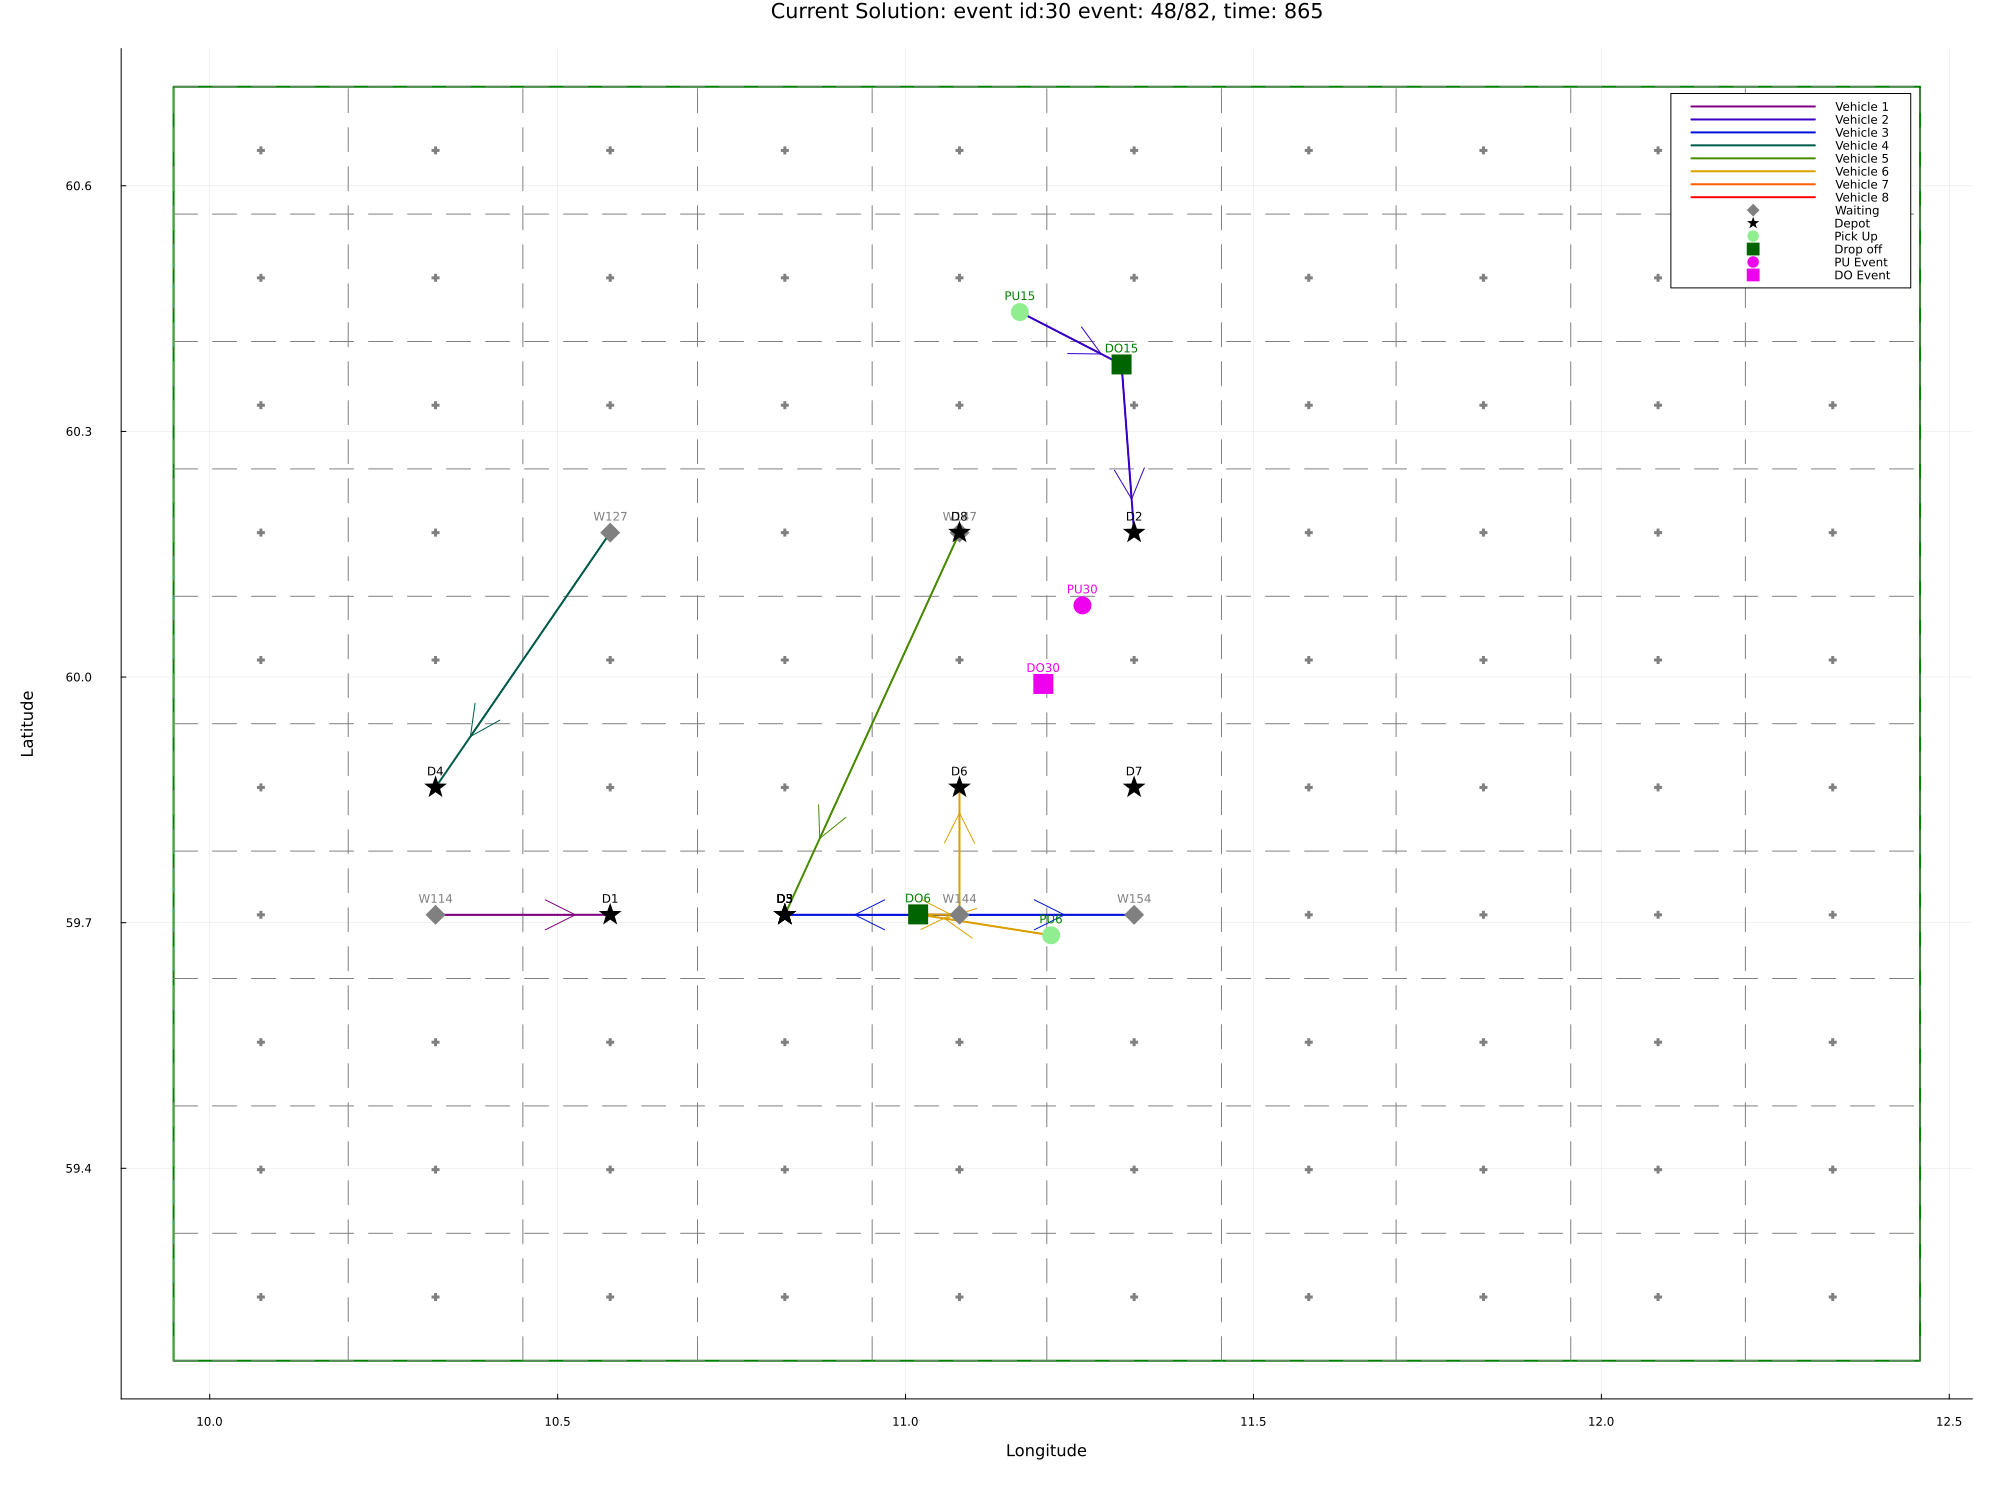 Current Solution: event id:30 event: 48/82, time: 865
Vehicle 1
Vehicle 2
Vehicle 3
Vehicle 4
Vehicle 5
Vehicle 6
Vehicle 7
Vehicle 8
Waiting
Depot
Pick Up
Drop off
PU Event
DO Event
60.6
60.3
60.0
59.7
59.4
Latitude
PU15
DO15
W127
D8
D2
PU30
DO30
D4
D6
D7
W114
D1
DO6
W144
W154
PU6
10.0
10.5
11.0
11.5
12.0
12.5
Longitude